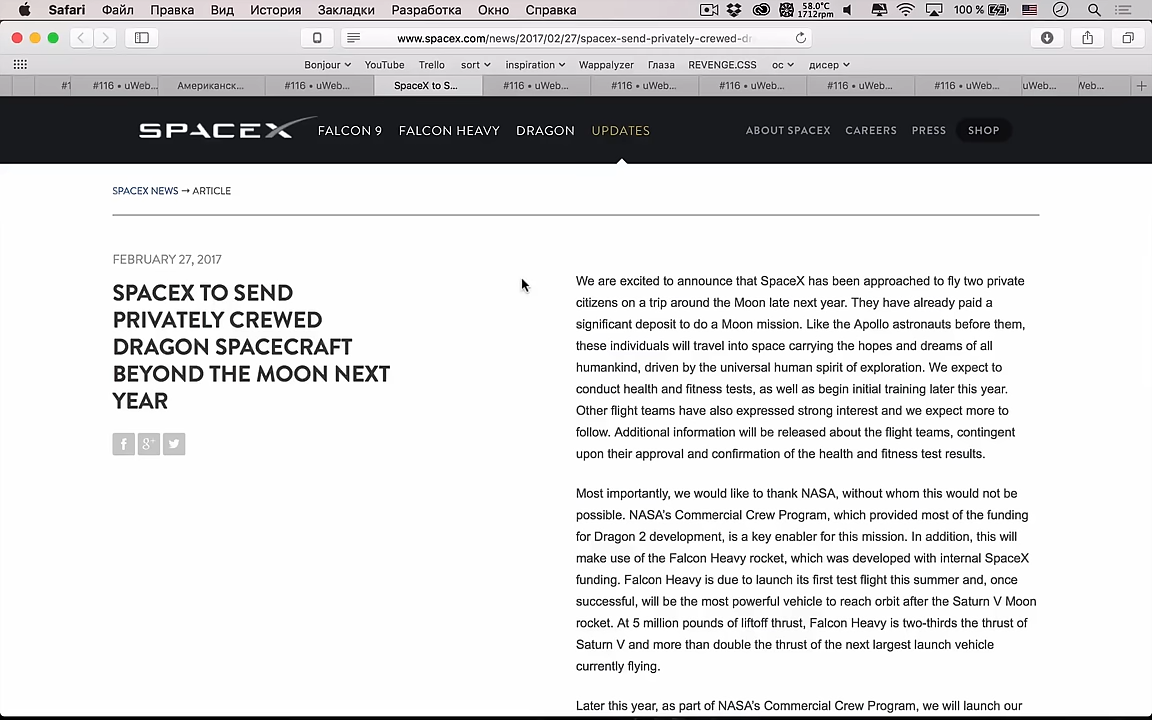 Safari Файл Правка Вид История Закладки Разработка Окно Справка 58.0°C 1712rpm 100 %
www.spacex.com/news/2017/02/27/spacex-send-privately-crewed-dr
Bonjour YouTube Trello sort inspiration Wappalyzer Глаза REVENGE.CSS ос дисер
#1 #116 • uWeb... Американск... #116 • uWeb... SpaceX to S... #116 • uWeb... #116 • uWeb... #116 • uWeb... #116 • uWeb... #116 • uWeb... uWeb... Web...
SPACEX FALCON 9 FALCON HEAVY DRAGON UPDATES ABOUT SPACEX CAREERS PRESS SHOP
SPACEX NEWS → ARTICLE
FEBRUARY 27, 2017
SPACEX TO SEND
PRIVATELY CREWED
DRAGON SPACECRAFT
BEYOND THE MOON NEXT
YEAR
f g+
We are excited to announce that SpaceX has been approached to fly two private
citizens on a trip around the Moon late next year. They have already paid a
significant deposit to do a Moon mission. Like the Apollo astronauts before them,
these individuals will travel into space carrying the hopes and dreams of all
humankind, driven by the universal human spirit of exploration. We expect to
conduct health and fitness tests, as well as begin initial training later this year.
Other flight teams have also expressed strong interest and we expect more to
follow. Additional information will be released about the flight teams, contingent
upon their approval and confirmation of the health and fitness test results.
Most importantly, we would like to thank NASA, without whom this would not be
possible. NASA's Commercial Crew Program, which provided most of the funding
for Dragon 2 development, is a key enabler for this mission. In addition, this will
make use of the Falcon Heavy rocket, which was developed with internal SpaceX
funding. Falcon Heavy is due to launch its first test flight this summer and, once
successful, will be the most powerful vehicle to reach orbit after the Saturn V Moon
rocket. At 5 million pounds of liftoff thrust, Falcon Heavy is two-thirds the thrust of
Saturn V and more than double the thrust of the next largest launch vehicle
currently flying.
Later this year, as part of NASA's Commercial Crew Program, we will launch our